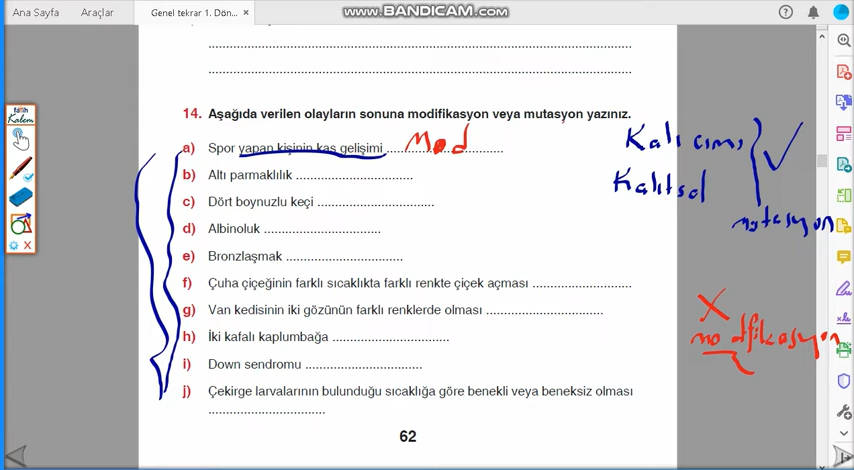 Ana Sayfa Araçlar Genel tekrar 1. Dön... ×
www.BANDICAM.com
fatih
Kalem
14. Aşağıda verilen olayların sonuna modifikasyon veya mutasyon yazınız.
a) Spor yapan kişinin kas gelişimi .......................... Mod
b) Altı parmaklılık ..........................
c) Dört boynuzlu keçi ..........................
d) Albinoluk ..........................
e) Bronzlaşmak ..........................
f) Çuha çiçeğinin farklı sıcaklıkta farklı renkte çiçek açması ......................
g) Van kedisinin iki gözünün farklı renklerde olması ..........................
h) İki kafalı kaplumbağa ..........................
i) Down sendromu ..........................
j) Çekirge larvalarının bulunduğu sıcaklığa göre benekli veya beneksiz olması
..........................
Kalıcımı
Kalıtsal
mutasyon
modfikasyon
62